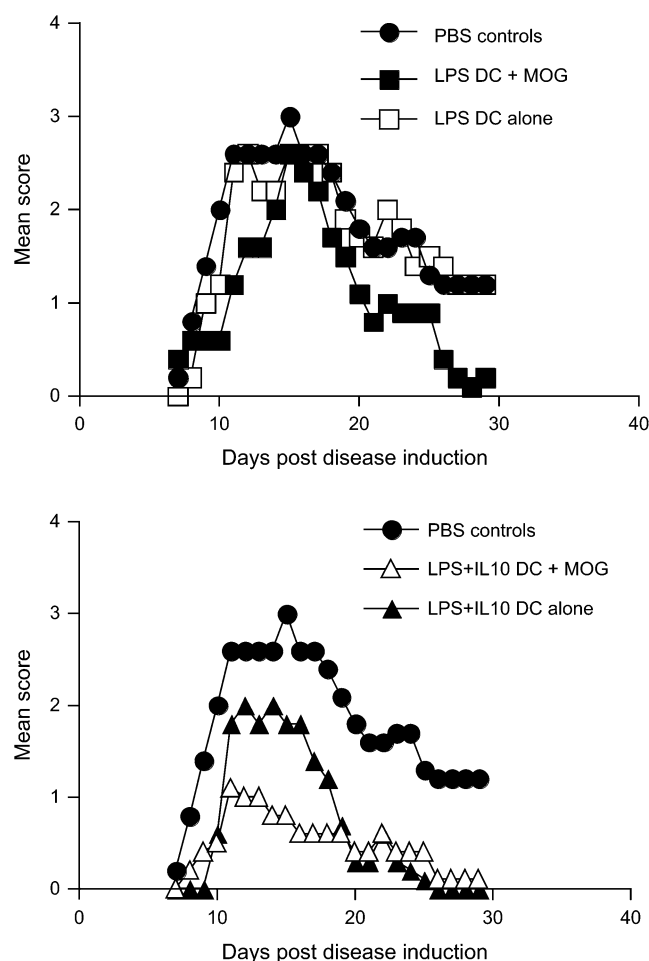 4
3
2
1
0
Mean score
PBS controls
LPS DC + MOG
LPS DC alone
0 10 20 30 40
Days post disease induction
4
3
2
1
0
Mean score
PBS controls
LPS+IL10 DC + MOG
LPS+IL10 DC alone
0 10 20 30 40
Days post disease induction